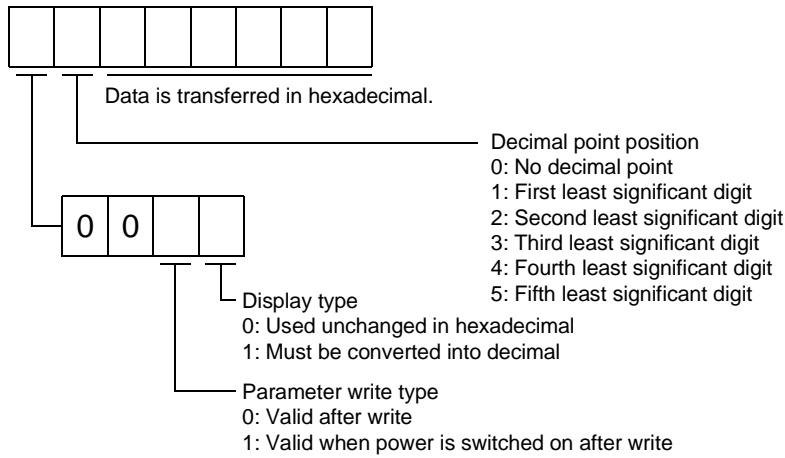 Data is transferred in hexadecimal.
Decimal point position
0: No decimal point
1: First least significant digit
2: Second least significant digit
3: Third least significant digit
4: Fourth least significant digit
5: Fifth least significant digit
0 0
Display type
0: Used unchanged in hexadecimal
1: Must be converted into decimal
Parameter write type
0: Valid after write
1: Valid when power is switched on after write